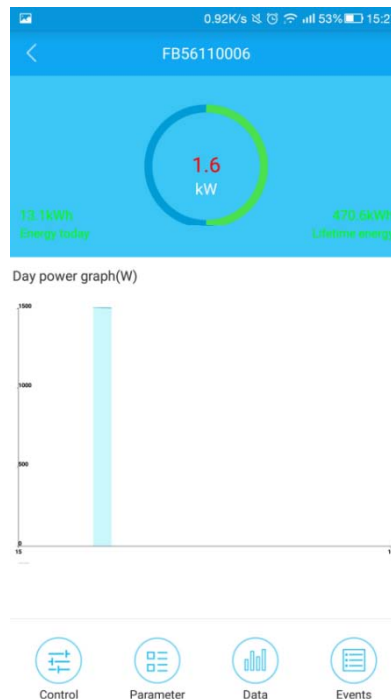 0.92K/s 53% 15:2
FB56110006
1.6
kW
13.1kWh
Energy today
470.6kWh
Lifetime energy
Day power graph(W)
1500
1000
500
0
15
1
Control Parameter Data Events